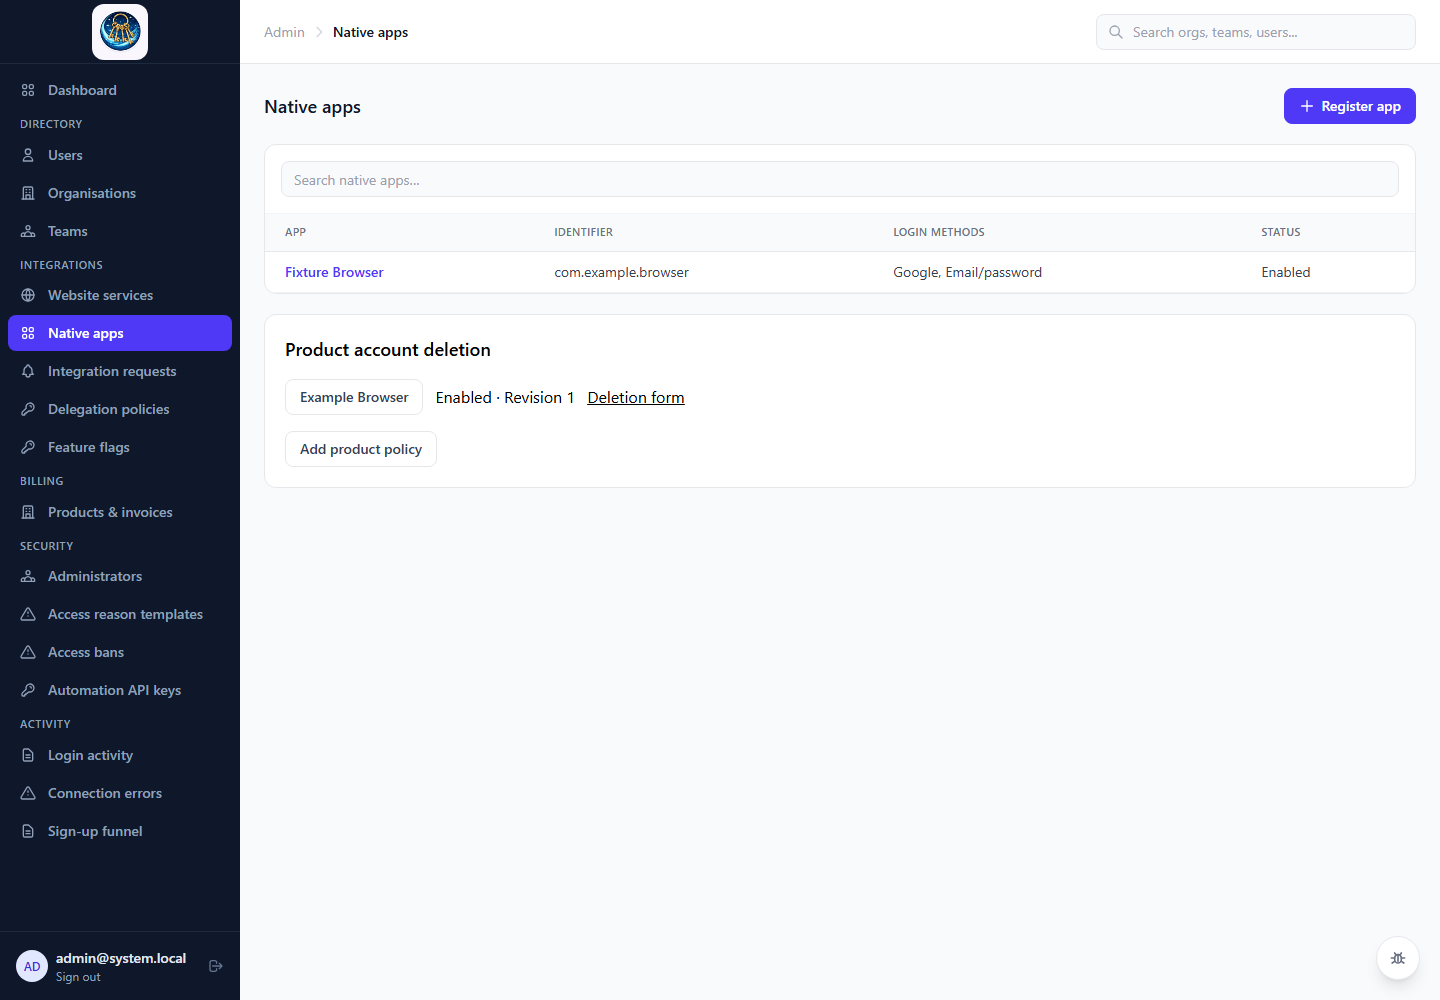 Admin
Native apps
Search orgs, teams, users...
Dashboard
DIRECTORY
Users
Organisations
Teams
INTEGRATIONS
Website services
Native apps
Integration requests
Delegation policies
Feature flags
BILLING
Products & invoices
SECURITY
Administrators
Access reason templates
Access bans
Automation API keys
ACTIVITY
Login activity
Connection errors
Sign-up funnel
AD
admin@system.local
Sign out
Native apps
Register app
Search native apps...
APP IDENTIFIER LOGIN METHODS STATUS
Fixture Browser com.example.browser Google, Email/password Enabled
Product account deletion
Example Browser Enabled · Revision 1 Deletion form
Add product policy